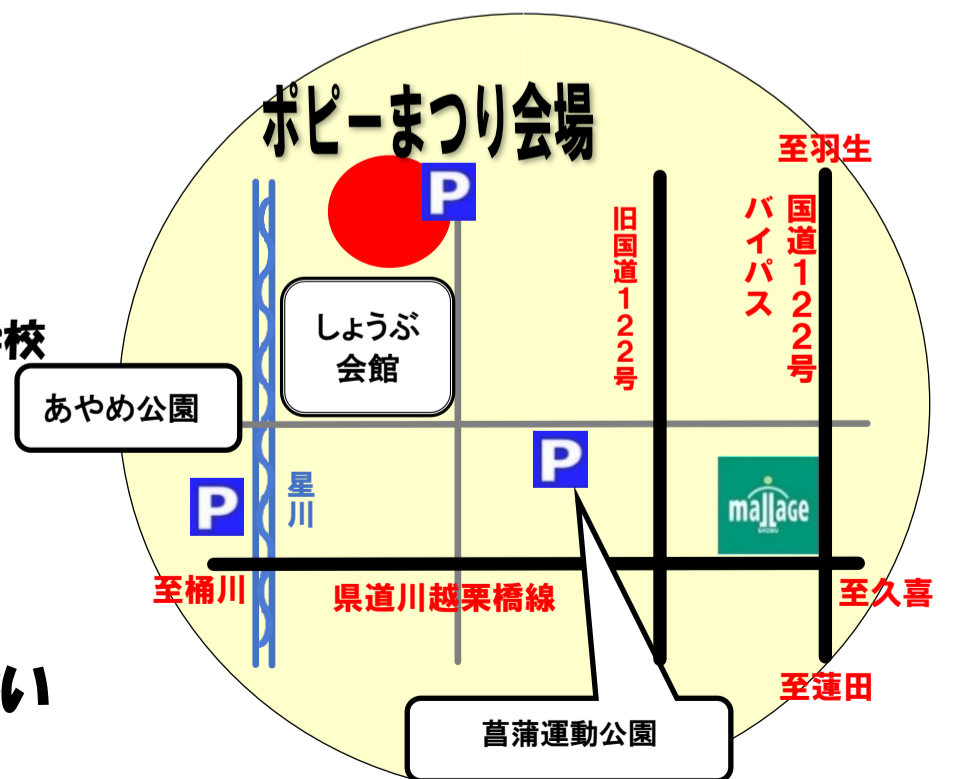 ポピーまつり会場
P
至羽生
国道122号
バイパス
旧国道122号
しょうぶ
会館
校
あやめ公園
P
P
星川
mallage
SHOBU
至桶川
県道川越栗橋線
至久喜
い
至蓮田
菖蒲運動公園